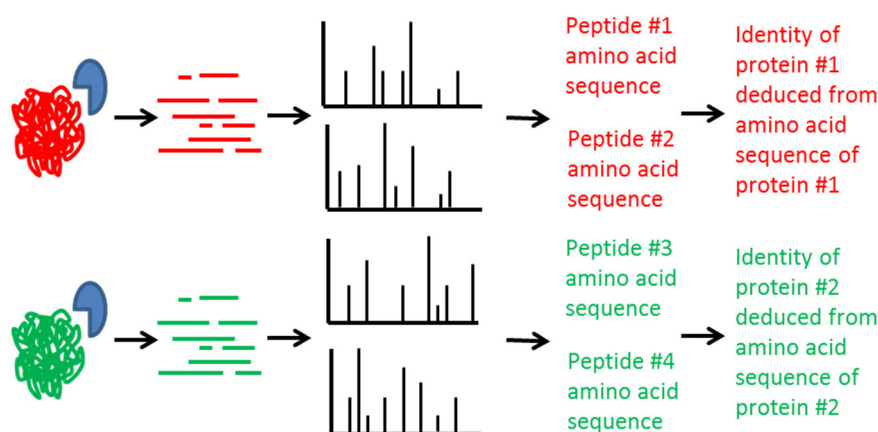 Peptide #1
amino acid
sequence
Peptide #2
amino acid
sequence
Identity of
protein #1
deduced from
amino acid
sequence of
protein #1
Peptide #3
amino acid
sequence
Peptide #4
amino acid
sequence
Identity of
protein #2
deduced from
amino acid
sequence of
protein #2